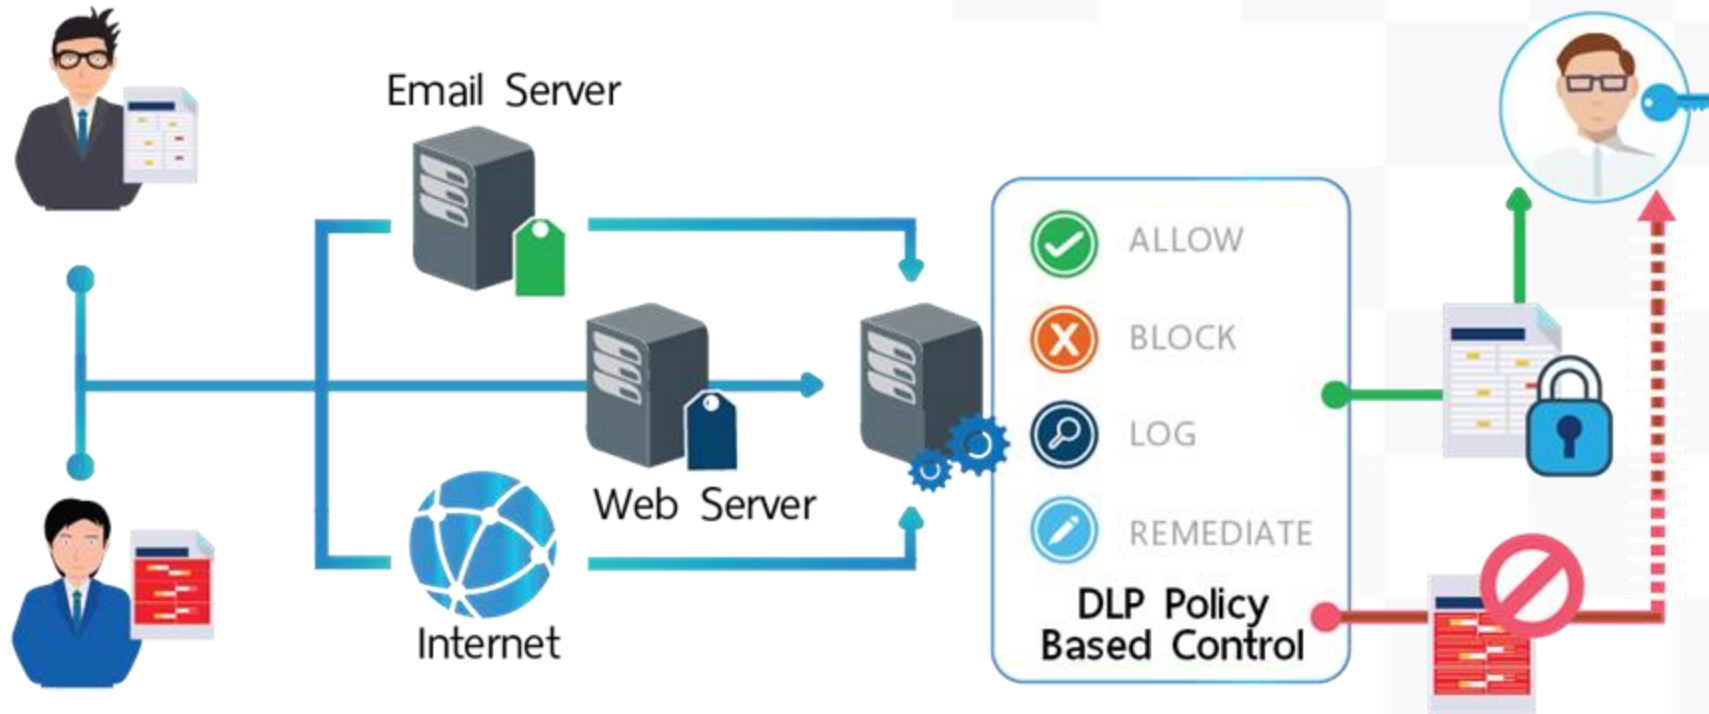 Email Server
Web Server
Internet
ALLOW
BLOCK
LOG
REMEDIATE
DLP Policy
Based Control